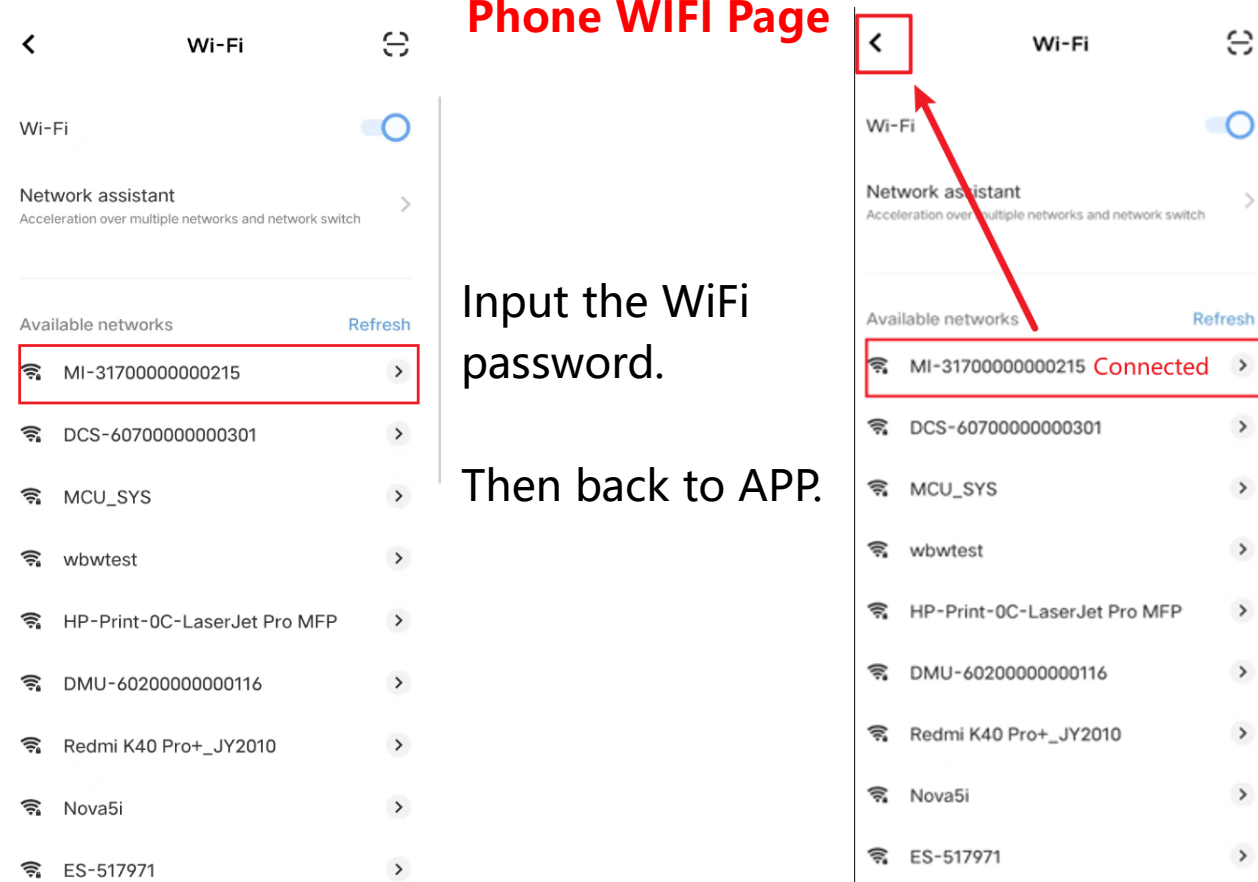 Phone WIFI Page
Wi-Fi
Wi-Fi
Network assistant
Acceleration over multiple networks and network switch
Available networks Refresh
MI-31700000000215
DCS-60700000000301
MCU_SYS
wbwtest
HP-Print-0C-LaserJet Pro MFP
DMU-60200000000116
Redmi K40 Pro+_JY2010
Nova5i
ES-517971
Input the WiFi
password.
Then back to APP.
Wi-Fi
Wi-Fi
Network assistant
Acceleration over multiple networks and network switch
Available networks Refresh
MI-31700000000215 Connected
DCS-60700000000301
MCU_SYS
wbwtest
HP-Print-0C-LaserJet Pro MFP
DMU-60200000000116
Redmi K40 Pro+_JY2010
Nova5i
ES-517971